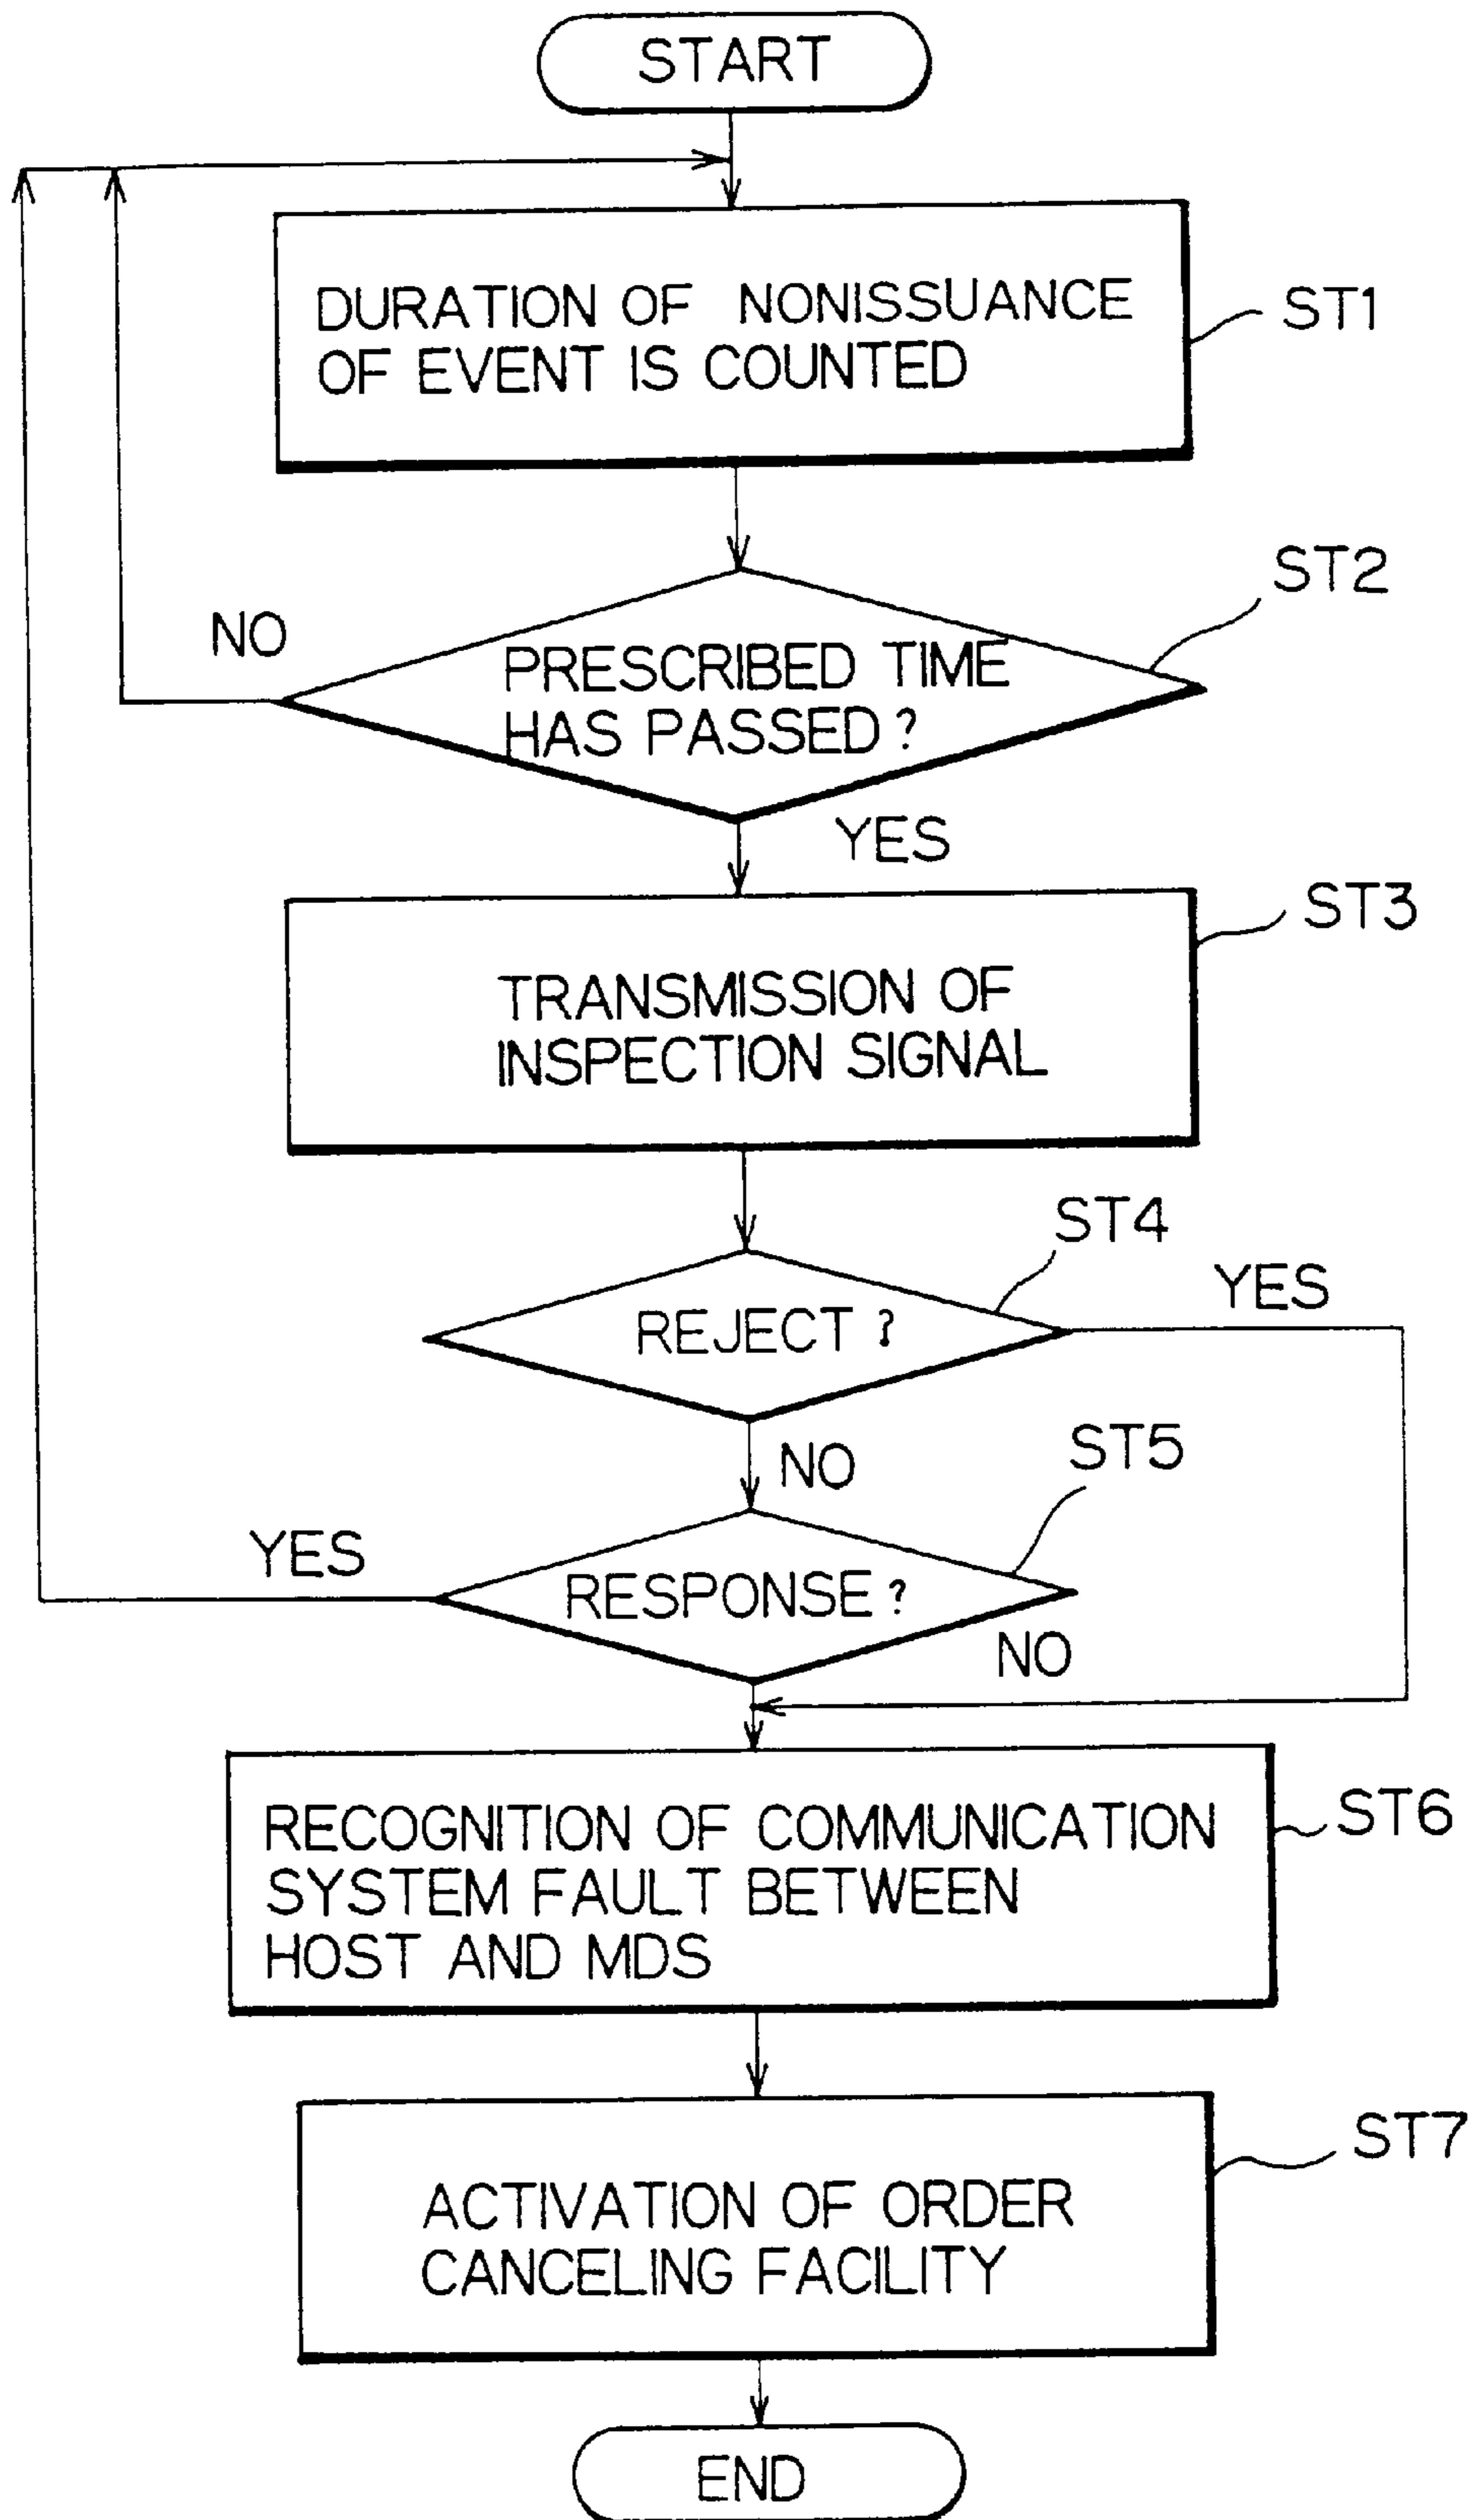 START
DURATION OF NONISSUANCE
OF EVENT IS COUNTED
ST1
ST2
NO
PRESCRIBED TIME
HAS PASSED?
YES
ST3
TRANSMISSION OF
INSPECTION SIGNAL
ST4
YES
REJECT?
NO
ST5
YES
RESPONSE?
NO
RECOGNITION OF COMMUNICATION
SYSTEM FAULT BETWEEN
HOST AND MDS
ST6
ST7
ACTIVATION OF ORDER
CANCELING FACILITY
END